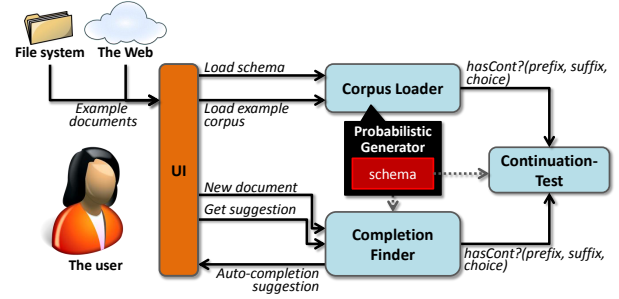 File system
The Web
Example
documents
The user
UI
Load schema
Load example
corpus
New document
Get suggestion
Auto-completion
suggestion
Corpus Loader
Probabilistic
Generator
schema
Completion
Finder
hasCont?(prefix, suffix,
choice)
Continuation-
Test
hasCont?(prefix, suffix,
choice)